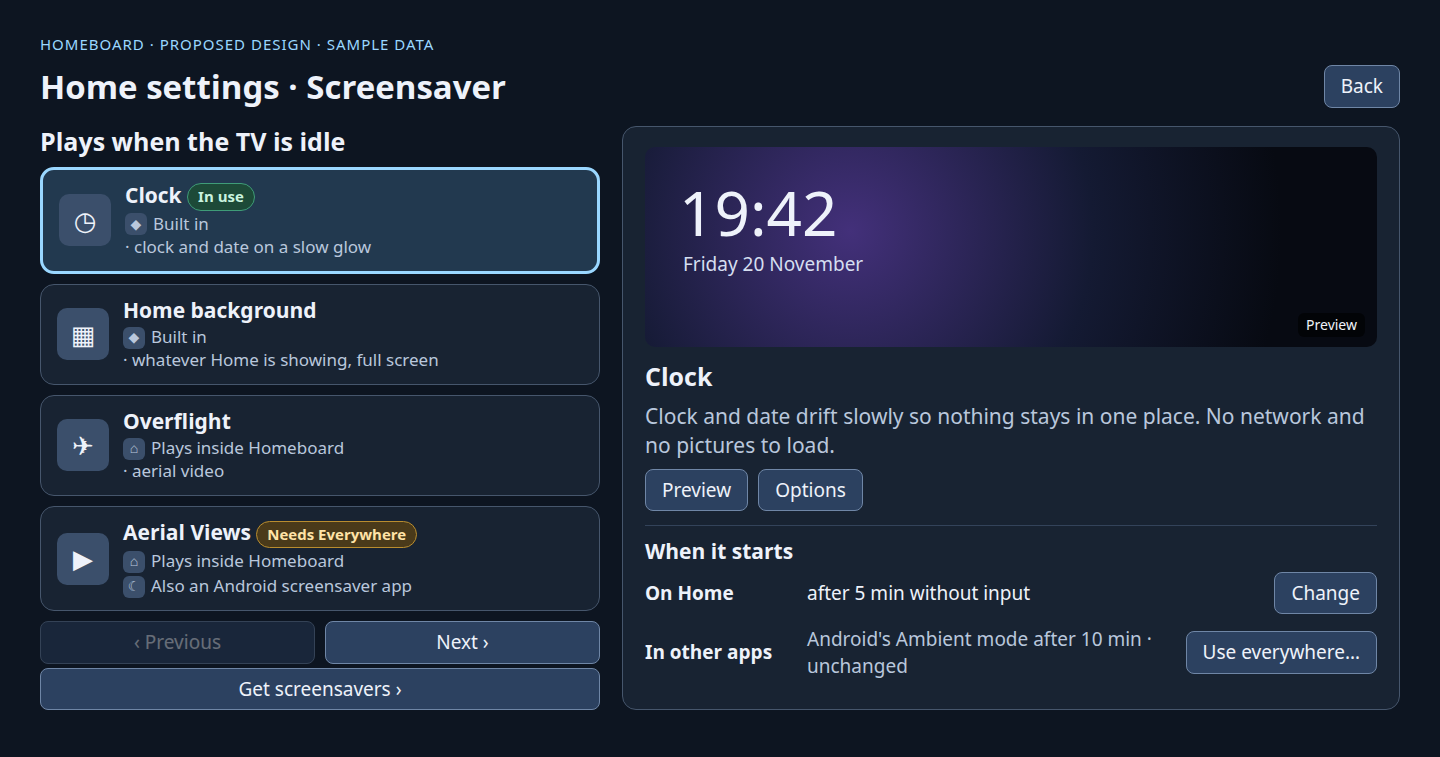 HOMEBOARD · PROPOSED DESIGN · SAMPLE DATA
Home settings · Screensaver
Back
Plays when the TV is idle
Clock In use
Built in
· clock and date on a slow glow
Home background
Built in
· whatever Home is showing, full screen
Overflight
Plays inside Homeboard
· aerial video
Aerial Views Needs Everywhere
Plays inside Homeboard
Also an Android screensaver app
‹ Previous
Next ›
Get screensavers ›
19:42
Friday 20 November
Preview
Clock
Clock and date drift slowly so nothing stays in one place. No network and
no pictures to load.
Preview
Options
When it starts
On Home
after 5 min without input
Change
In other apps
Android's Ambient mode after 10 min ·
unchanged
Use everywhere…